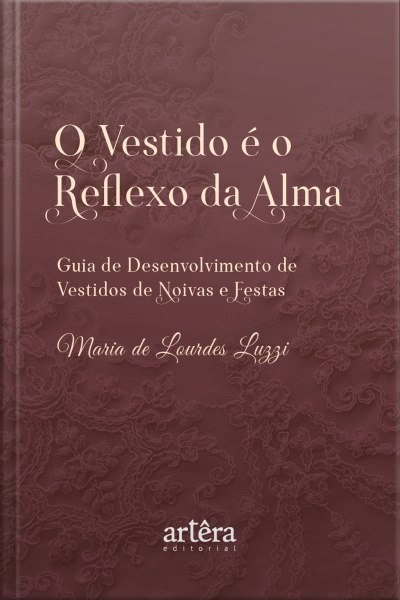 O Vestido é o
Reflexo da Alma
Guia de Desenvolvimento de
Vestidos de Noivas e Festas
Maria de Lourdes Luzzi
artêra
editorial